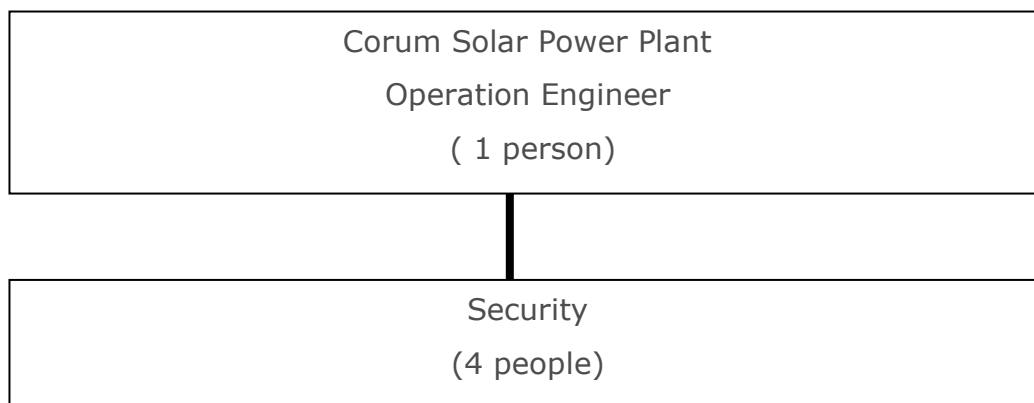 Corum Solar Power Plant
Operation Engineer
( 1 person)
Security
(4 people)